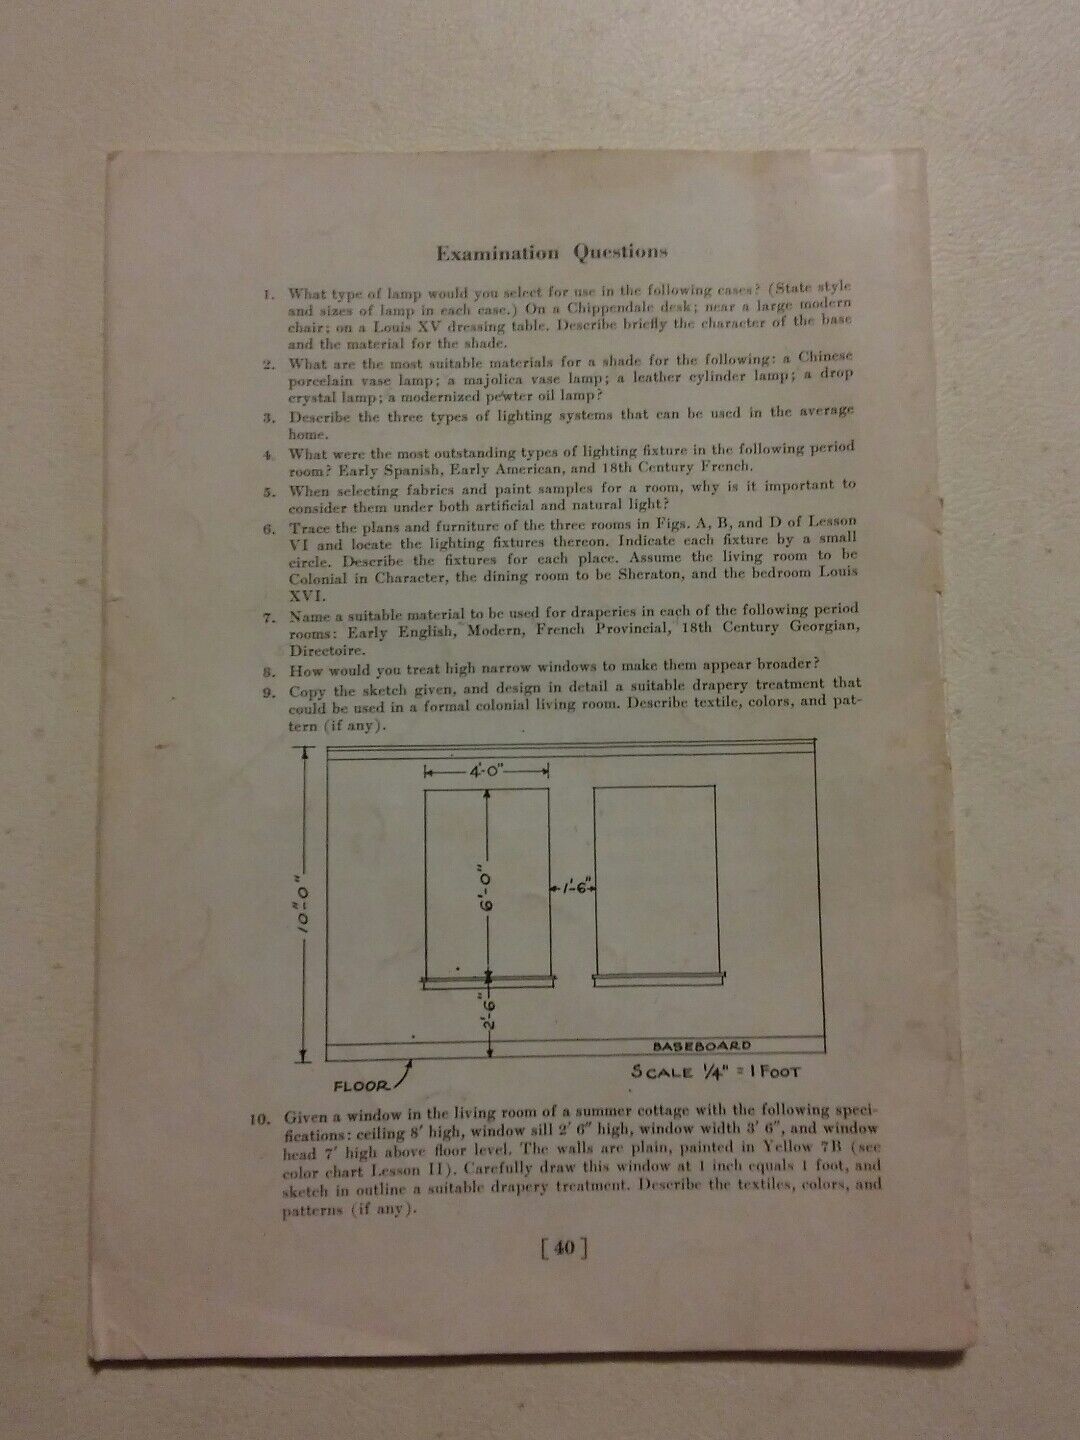 Examination Questions
1. What type of lamp would you select for use in the following cases? (State style
and sizes of lamp in each case.) On a Chippendale desk; near a large modern
chair; on a Louis XV dressing table. Describe briefly the character of the base
and the material for the shade.
2. What are the most suitable materials for a shade for the following: a Chinese
porcelain vase lamp; a majolica vase lamp; a leather cylinder lamp; a drop
crystal lamp; a modernized pewter oil lamp?
3. Describe the three types of lighting systems that can be used in the average
home.
4. What were the most outstanding types of lighting fixture in the following period
room? Early Spanish, Early American, and 18th Century French.
5. When selecting fabrics and paint samples for a room, why is it important to
consider them under both artificial and natural light?
6. Trace the plans and furniture of the three rooms in Figs. A, B, and D of Lesson
VI and locate the lighting fixtures thereon. Indicate each fixture by a small
circle. Describe the fixtures for each place. Assume the living room to be
Colonial in Character, the dining room to be Sheraton, and the bedroom Louis
XVI.
7. Name a suitable material to be used for draperies in each of the following period
rooms: Early English, Modern, French Provincial, 18th Century Georgian,
Directoire.
8. How would you treat high narrow windows to make them appear broader?
9. Copy the sketch given, and design in detail a suitable drapery treatment that
could be used in a formal colonial living room. Describe textile, colors, and pat-
tern (if any).
4'-0"
10'-0"
6'-0"
1'-6"
2'-6"
BASEBOARD
FLOOR
SCALE 1/4" = 1 FOOT
10. Given a window in the living room of a summer cottage with the following speci-
fications: ceiling 8' high, window sill 2' 6" high, window width 3' 6", and window
head 7' high above floor level. The walls are plain, painted in Yellow 7B (see
color chart Lesson II). Carefully draw this window at 1 inch equals 1 foot, and
sketch in outline a suitable drapery treatment. Describe the textiles, colors, and
patterns (if any).
[ 40 ]